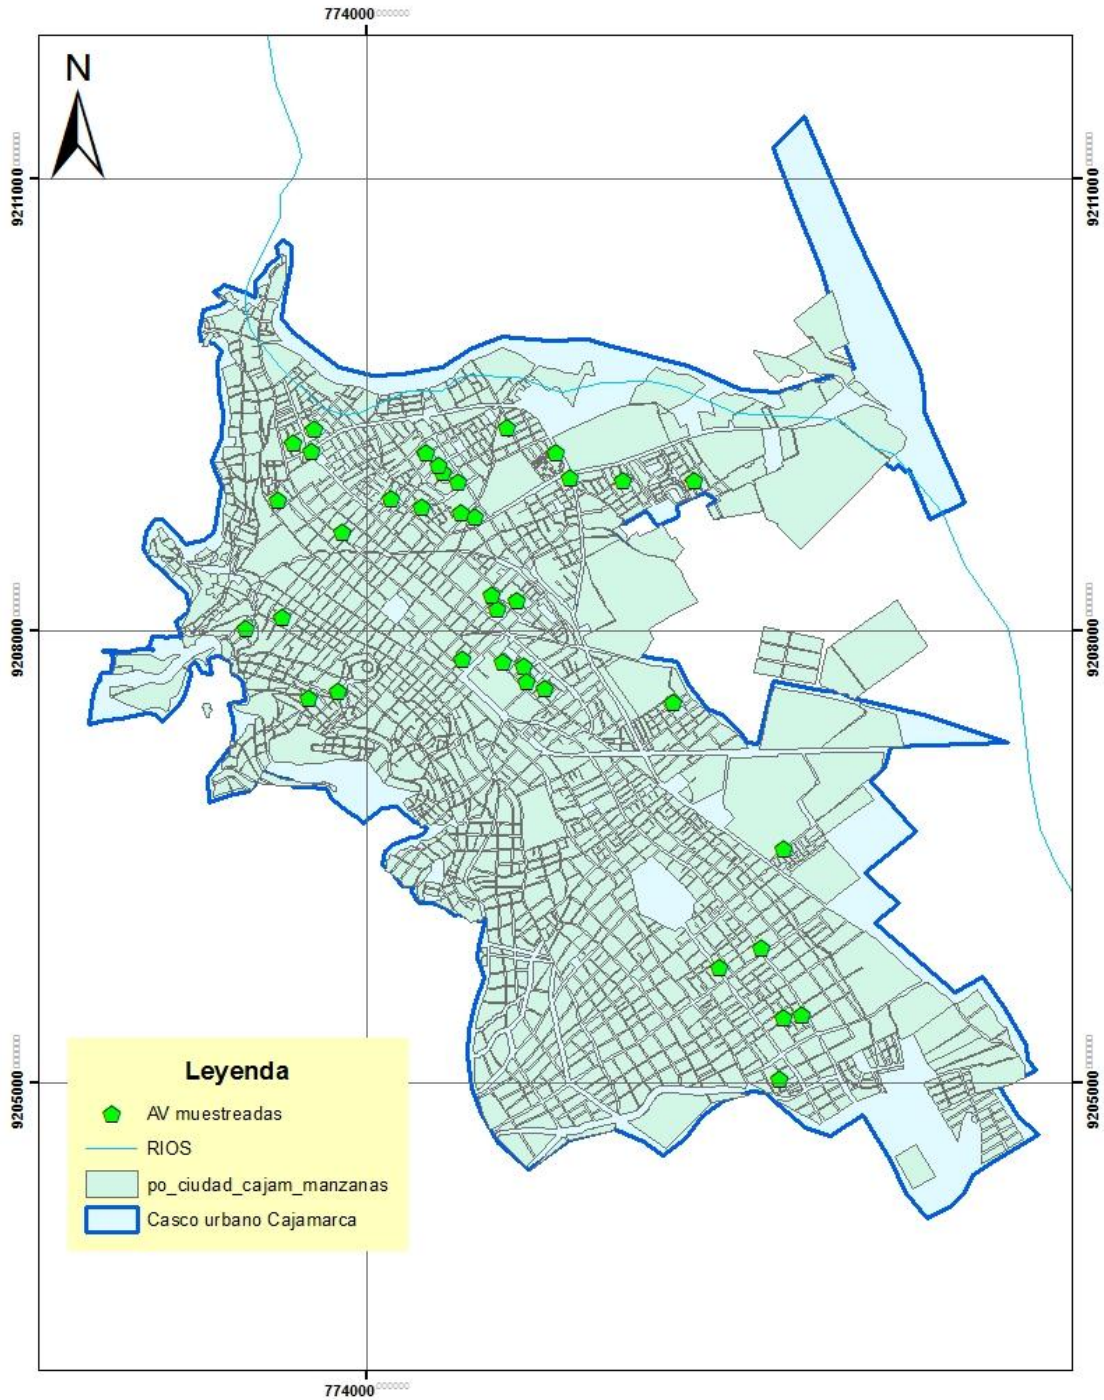 774000
N
9211000
9211000
9208000
9208000
9205000
9205000
Leyenda
AV muestreadas
RIOS
po_ciudad_cajam_manzanas
Casco urbano Cajamarca
774000